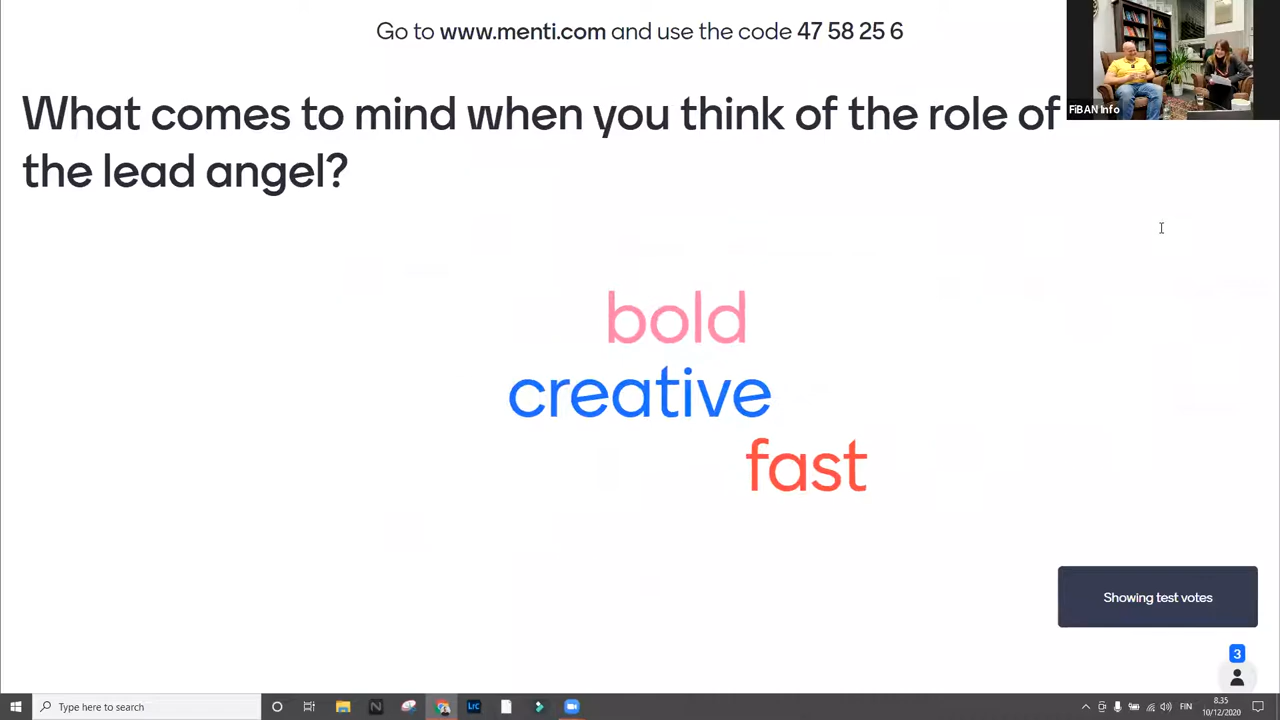 Go to www.menti.com and use the code 47 58 25 6
FiBAN Info
What comes to mind when you think of the role of
the lead angel?
bold
creative
fast
Showing test votes
3
Type here to search
LrC
FIN
8.35
10/12/2020